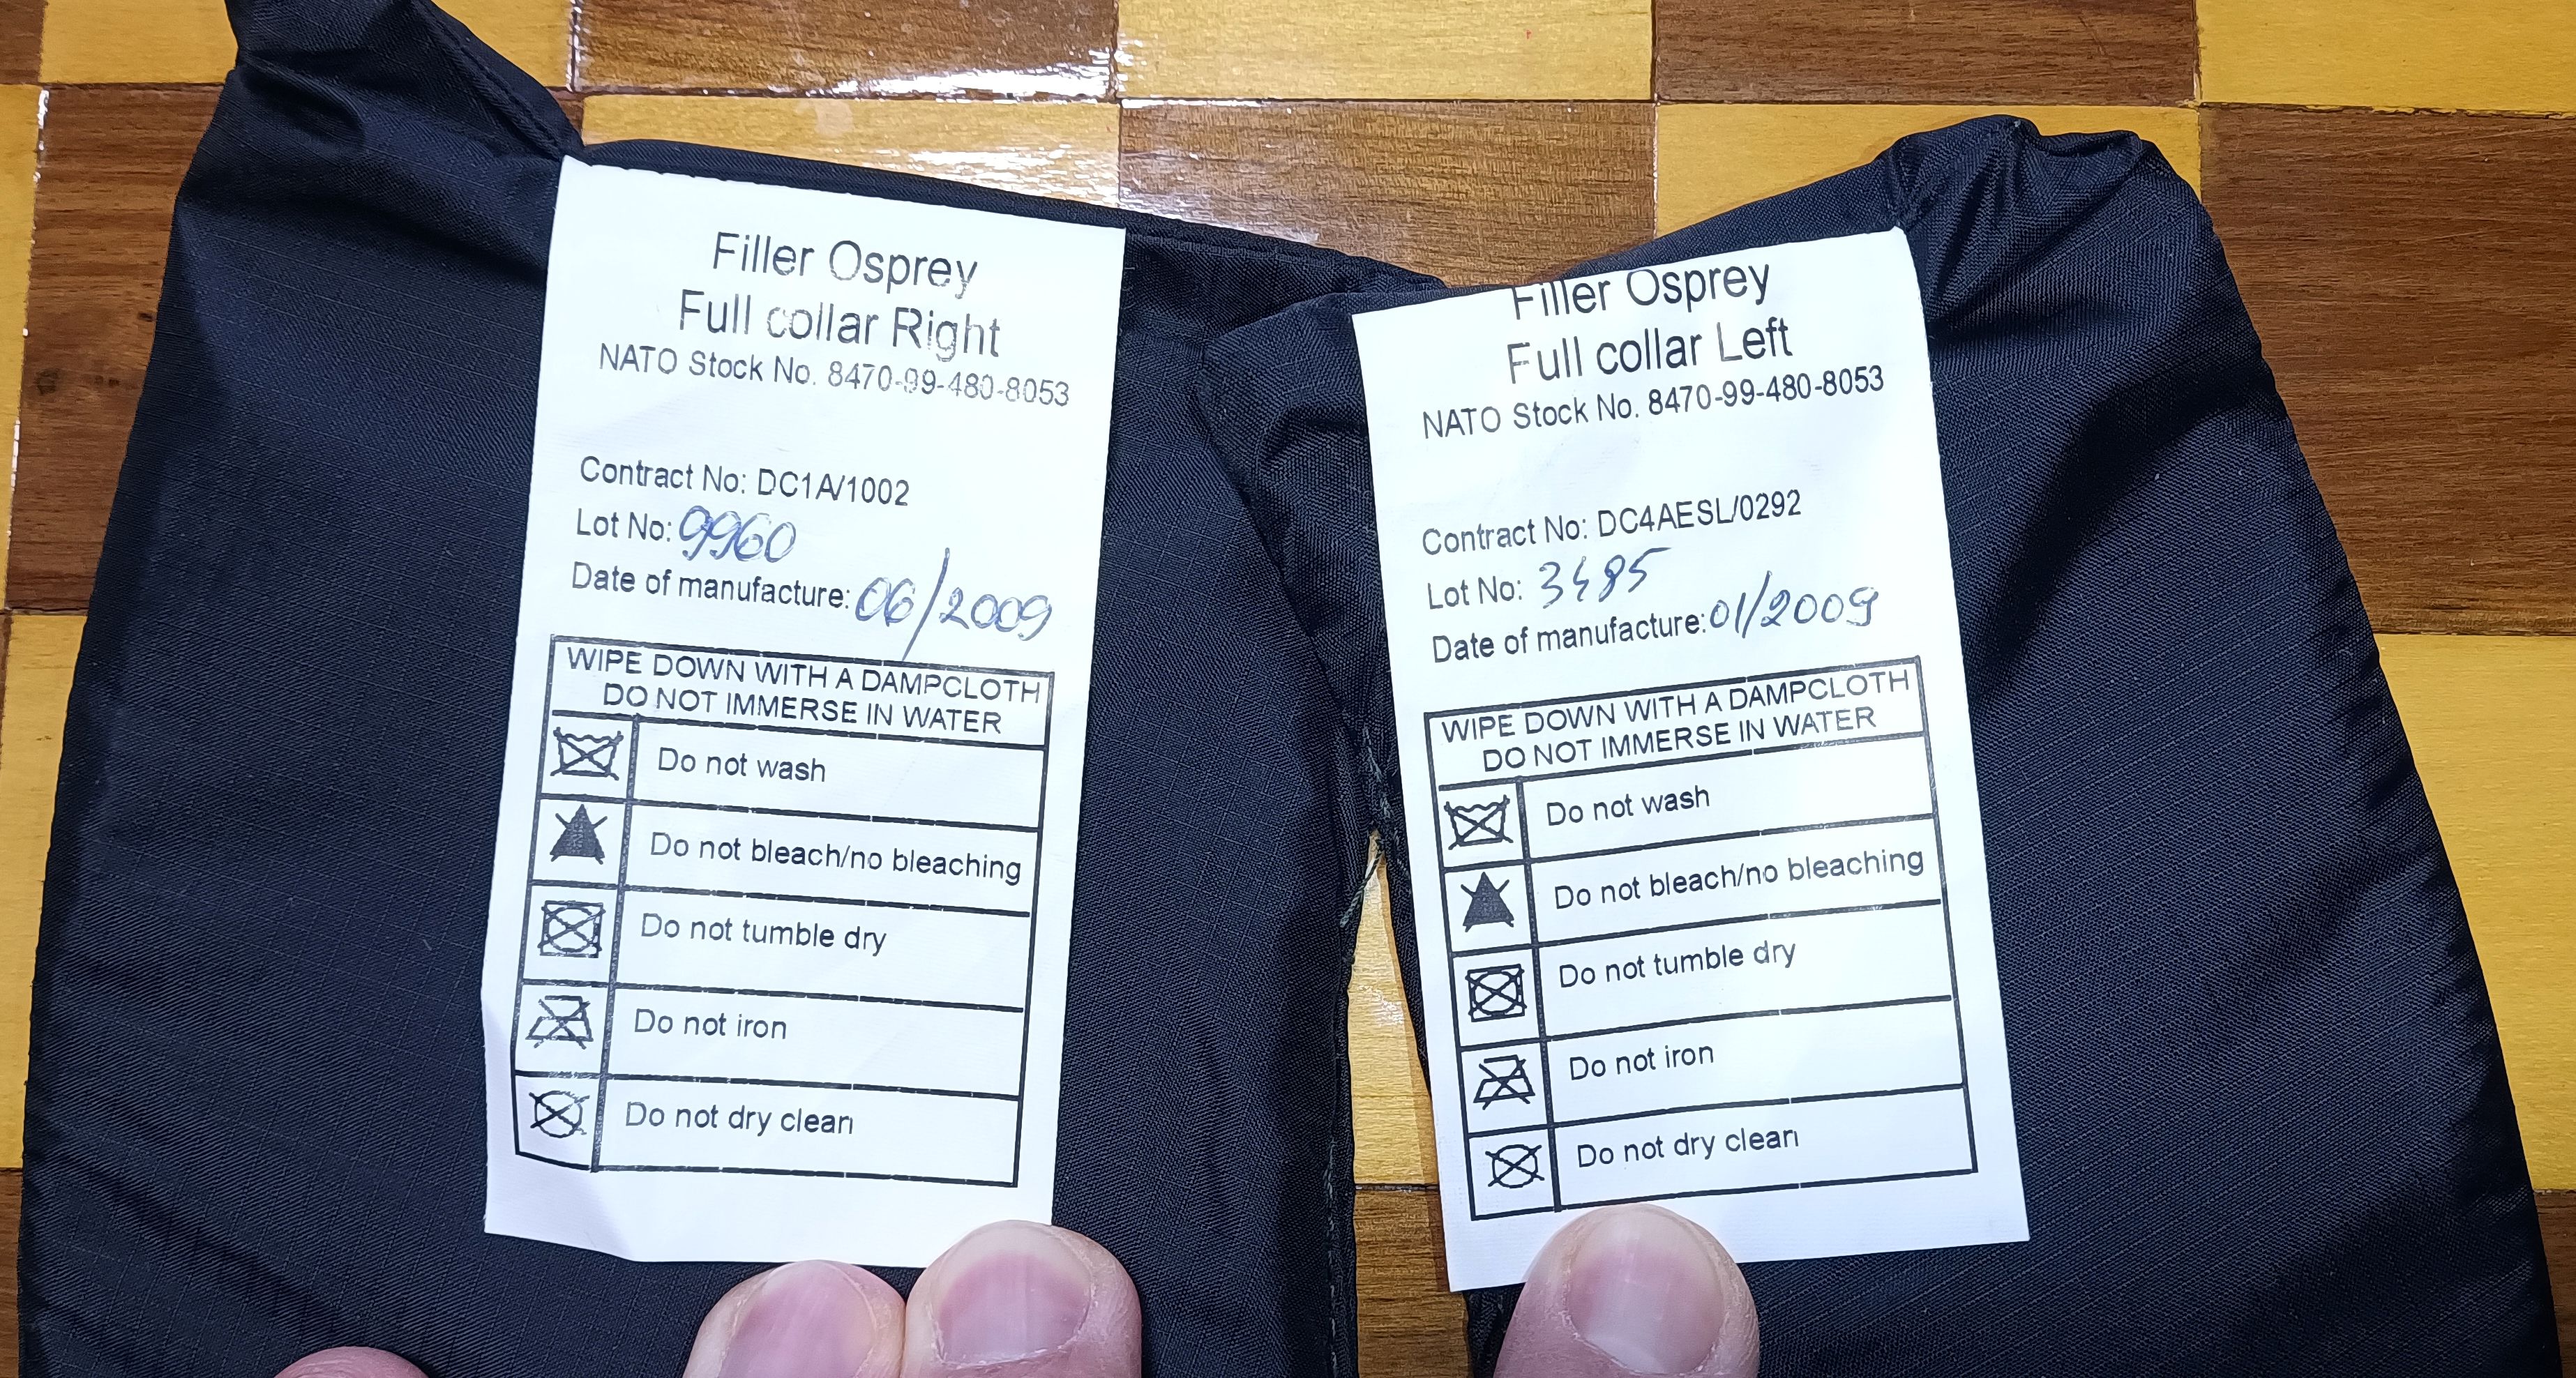 Filler Osprey
Full collar Right
NATO Stock No. 8470-99-480-8053
Contract No: DC1A/1002
Lot No: 9960
Date of manufacture: 06/2009
WIPE DOWN WITH A DAMPCLOTH
DO NOT IMMERSE IN WATER
Do not wash
Do not bleach/no bleaching
Do not tumble dry
Do not iron
Do not dry clean
Filler Osprey
Full collar Left
NATO Stock No. 8470-99-480-8053
Contract No: DC4AESL/0292
Lot No: 3485
Date of manufacture: 01/2009
WIPE DOWN WITH A DAMPCLOTH
DO NOT IMMERSE IN WATER
Do not wash
Do not bleach/no bleaching
Do not tumble dry
Do not iron
Do not dry clean